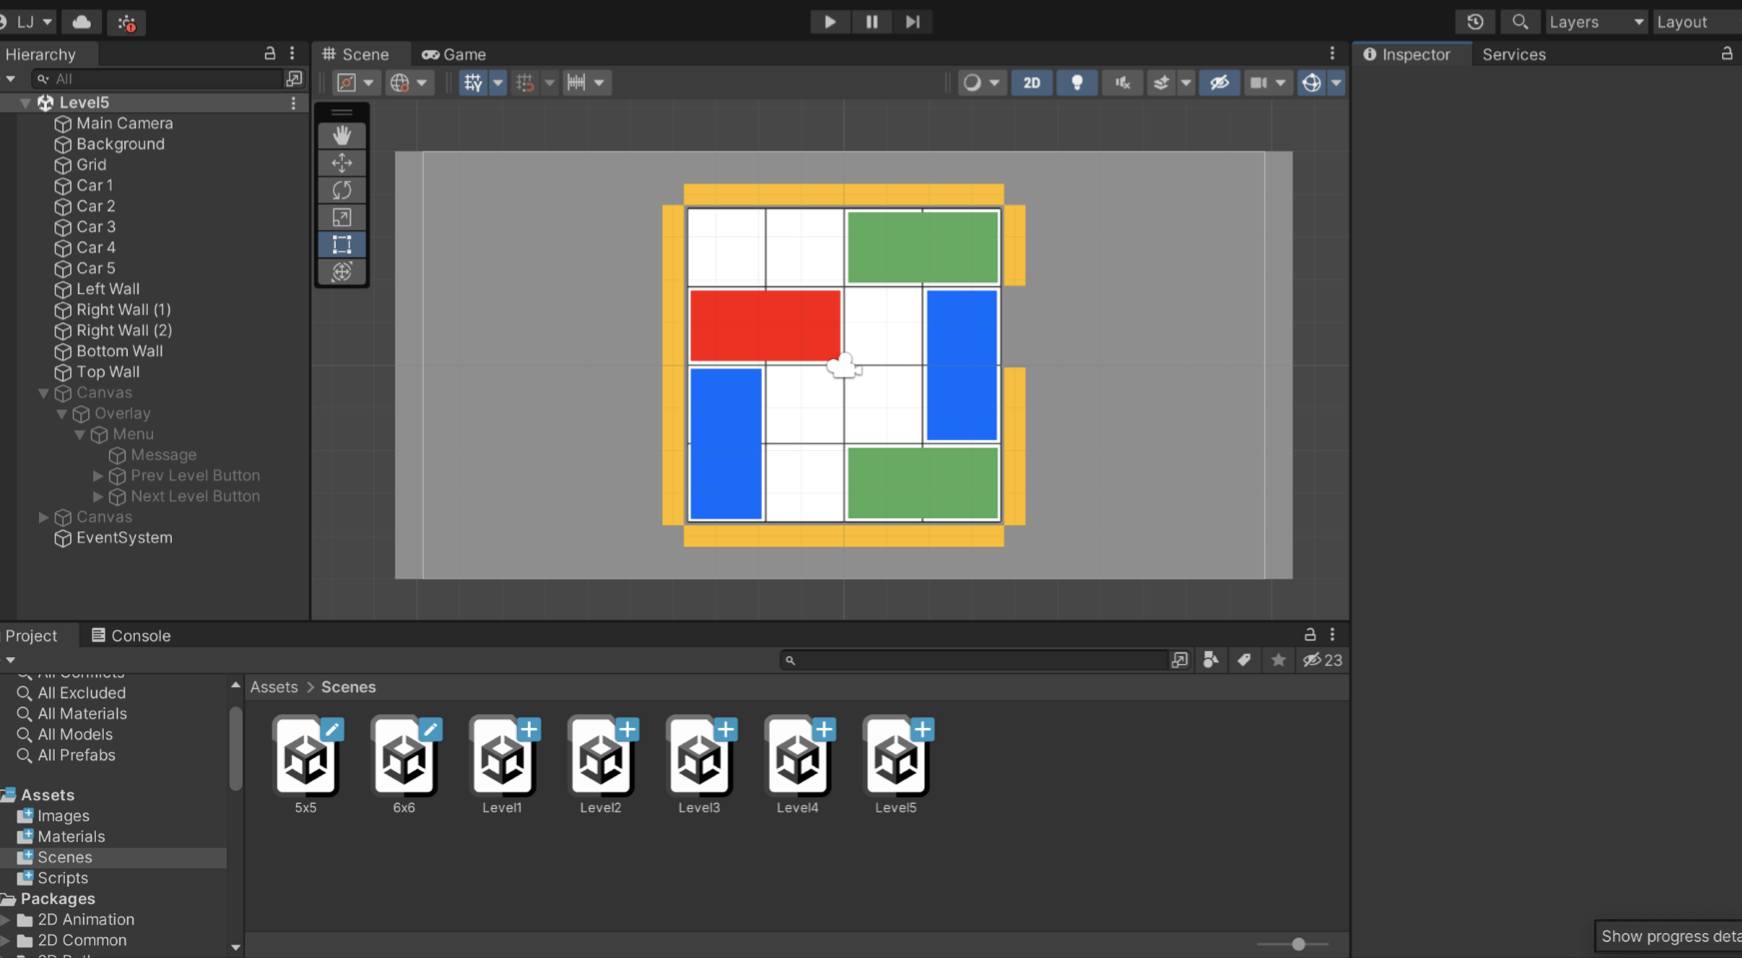 LJ
Layers
Layout
Hierarchy
Scene
Game
Inspector
Services
All
2D
Level5
Main Camera
Background
Grid
Car 1
Car 2
Car 3
Car 4
Car 5
Left Wall
Right Wall (1)
Right Wall (2)
Bottom Wall
Top Wall
Canvas
Overlay
Menu
Message
Prev Level Button
Next Level Button
Canvas
EventSystem
Project
Console
23
All Conflicts
All Excluded
All Materials
All Models
All Prefabs
Assets
Images
Materials
Scenes
Scripts
Packages
2D Animation
2D Common
Assets > Scenes
5x5
6x6
Level1
Level2
Level3
Level4
Level5
Show progress deta